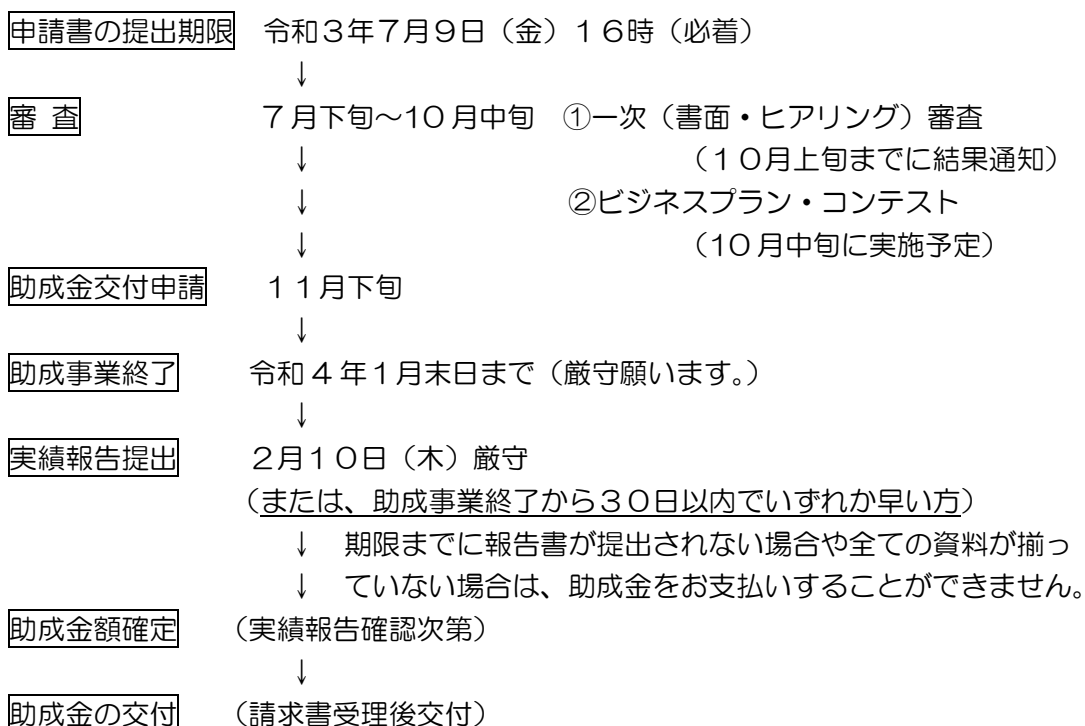 申請書の提出期限 令和３年７月９日（金）１６時（必着）
↓
審 査 ７月下旬～10月中旬 ①一次（書面・ヒアリング）審査
↓ （１０月上旬までに結果通知）
↓ ②ビジネスプラン・コンテスト
↓ （10月中旬に実施予定）
助成金交付申請 １１月下旬
↓
助成事業終了 令和４年１月末日まで（厳守願います。）
↓
実績報告提出 ２月１０日（木）厳守
（または、助成事業終了から３０日以内でいずれか早い方）
↓ 期限までに報告書が提出されない場合や全ての資料が揃っ
↓ ていない場合は、助成金をお支払いすることができません。
助成金額確定 （実績報告確認次第）
↓
助成金の交付 （請求書受理後交付）